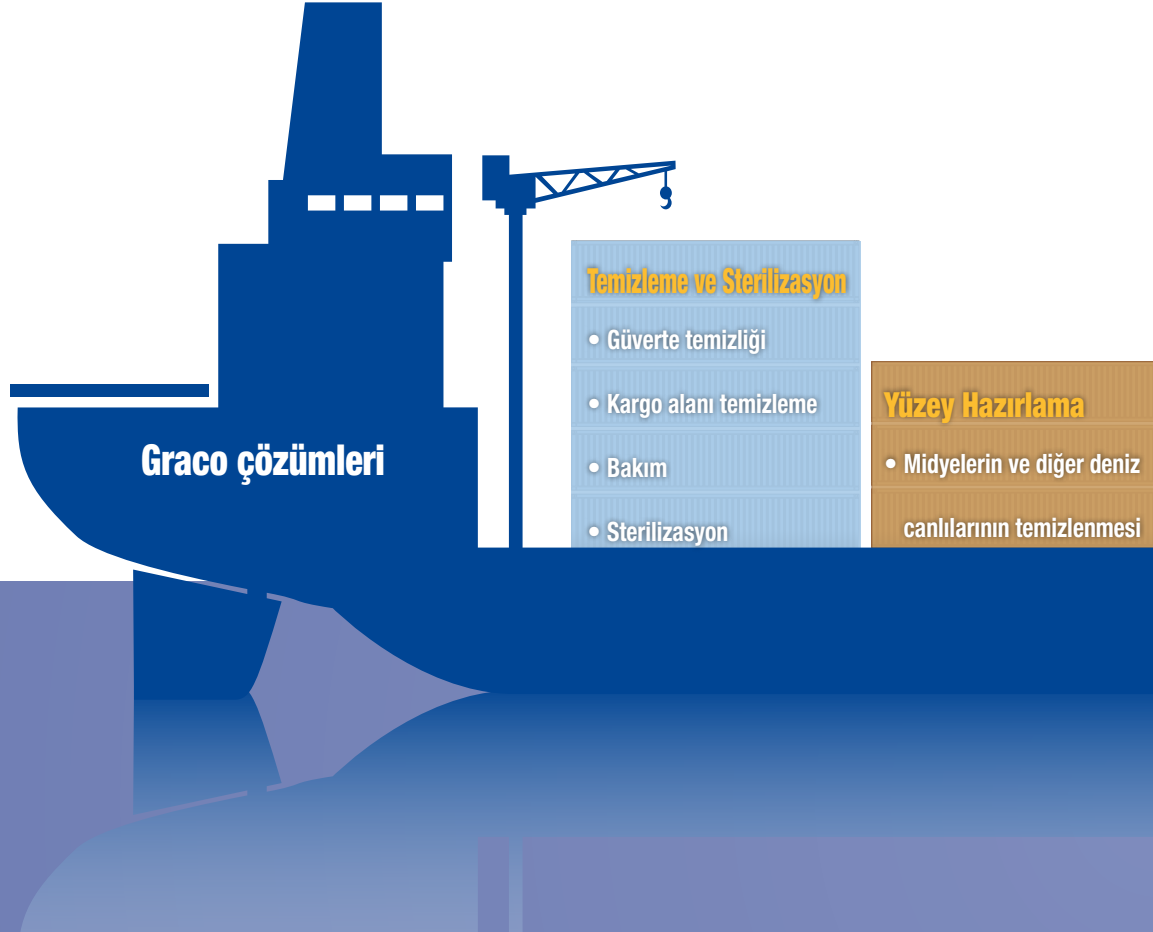 Graco çözümleri
Temizleme ve Sterilizasyon
• Güverte temizliği
• Kargo alanı temizleme
• Bakım
• Sterilizasyon
Yüzey Hazırlama
• Midyelerin ve diğer deniz
canlılarının temizlenmesi